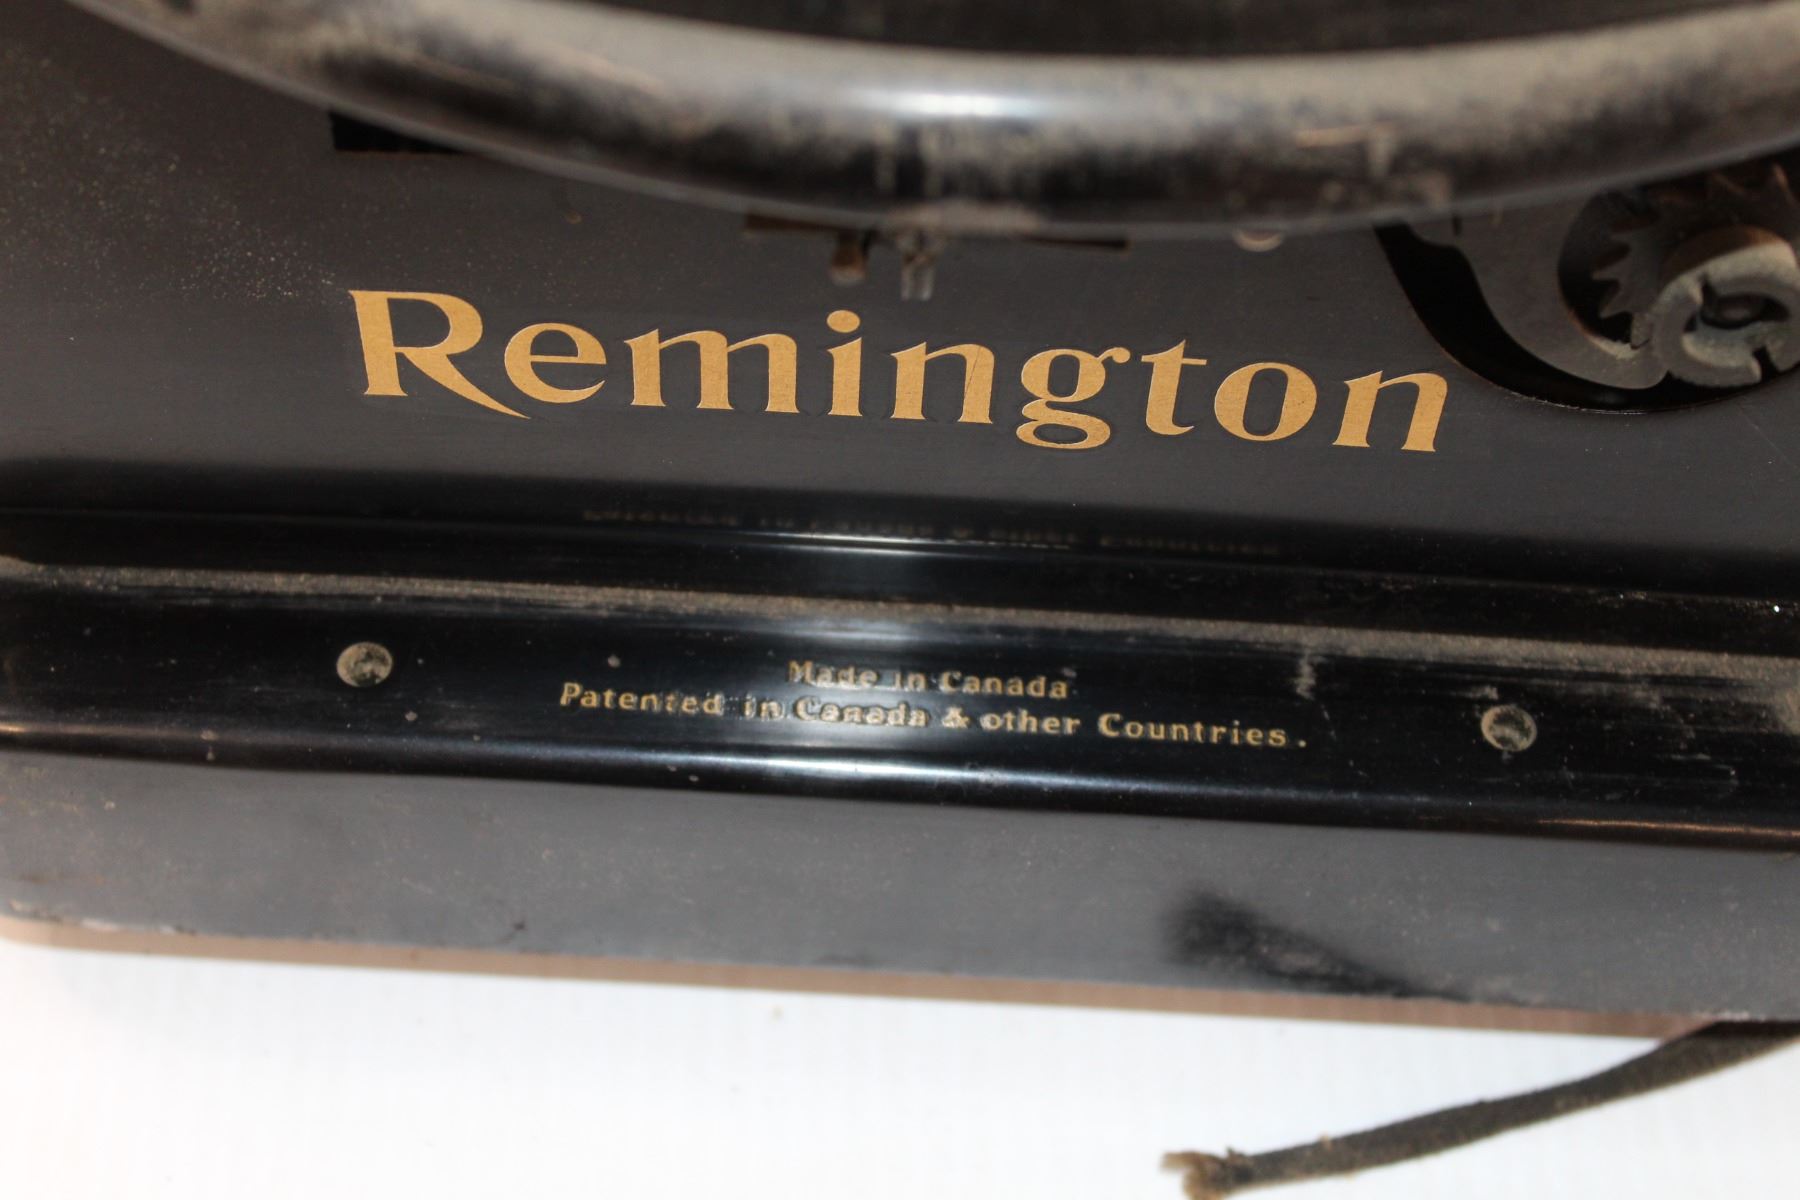 Remington
Made in Canada
Patented in Canada & other Countries.